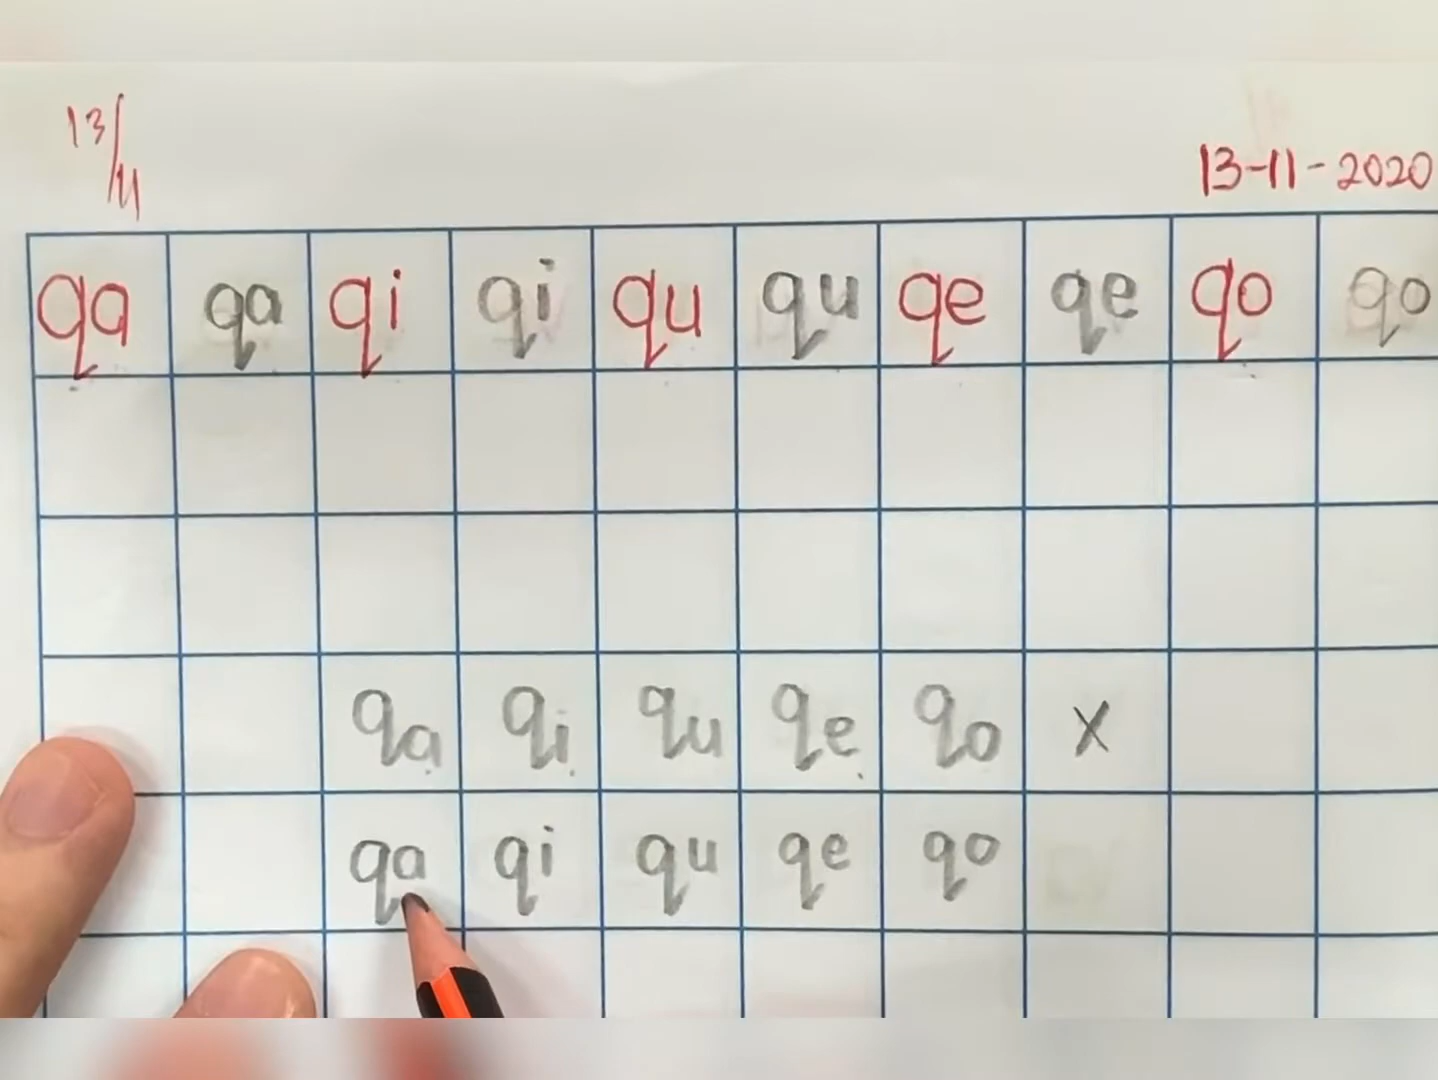 13/11
13-11-2020
qa qa qi qi qu qu qe qe qo qo
qa qi qu qe qo x
qa qi qu qe qo